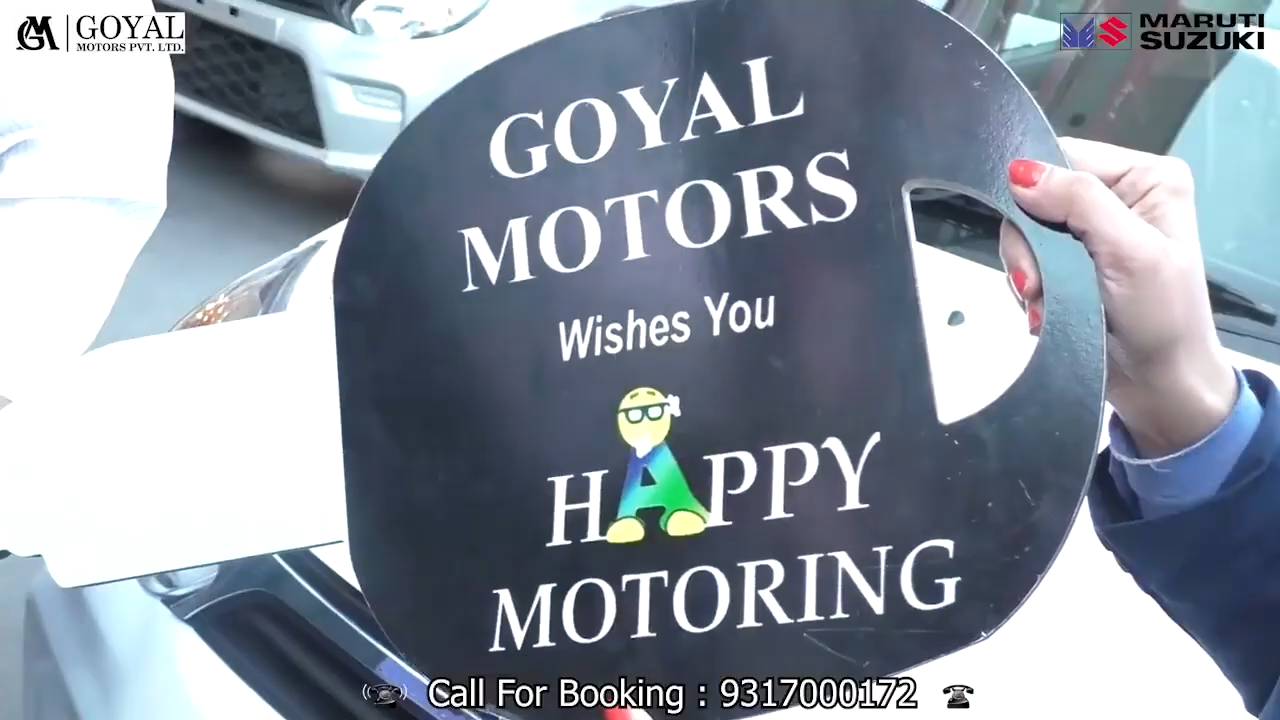 GOYAL
MOTORS PVT. LTD.
MARUTI
SUZUKI
GOYAL
MOTORS
Wishes You
HAPPY
MOTORING
Call For Booking : 9317000172